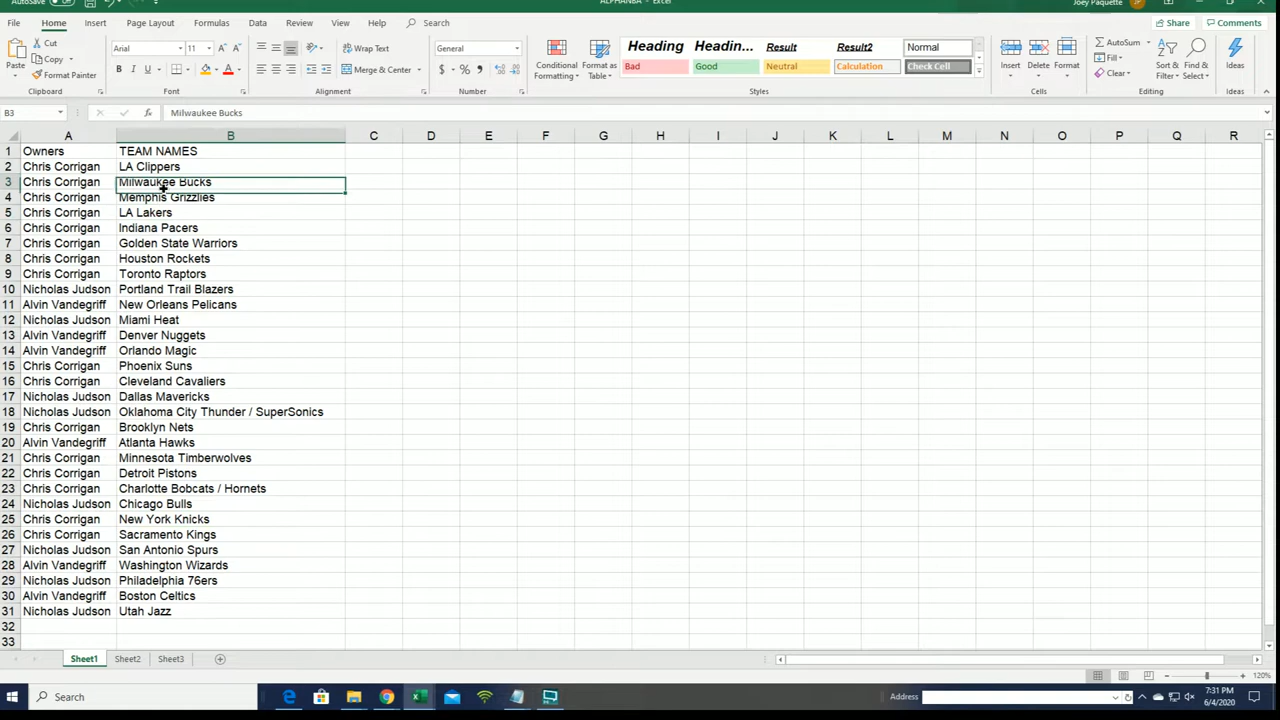 AutoSave ALPHANBA - Excel Joey Paquette JP
File Home Insert Page Layout Formulas Data Review View Help Search Share Comments
Paste Cut Copy Format Painter Clipboard
Arial 11 A A B I U A Font
Wrap Text Merge & Center Alignment
General $ % , Number
Conditional Formatting Format as Table Heading Headin... Result Result2 Normal
Bad Good Neutral Calculation Check Cell Styles
Insert Delete Format Cells
AutoSum Fill Clear Sort & Filter Find & Select Editing
Ideas Ideas
B3 fx Milwaukee Bucks
A B C D E F G H I J K L M N O P Q R
1 Owners TEAM NAMES
2 Chris Corrigan LA Clippers
3 Chris Corrigan Milwaukee Bucks
4 Chris Corrigan Memphis Grizzlies
5 Chris Corrigan LA Lakers
6 Chris Corrigan Indiana Pacers
7 Chris Corrigan Golden State Warriors
8 Chris Corrigan Houston Rockets
9 Chris Corrigan Toronto Raptors
10 Nicholas Judson Portland Trail Blazers
11 Alvin Vandegriff New Orleans Pelicans
12 Nicholas Judson Miami Heat
13 Alvin Vandegriff Denver Nuggets
14 Alvin Vandegriff Orlando Magic
15 Chris Corrigan Phoenix Suns
16 Chris Corrigan Cleveland Cavaliers
17 Nicholas Judson Dallas Mavericks
18 Nicholas Judson Oklahoma City Thunder / SuperSonics
19 Chris Corrigan Brooklyn Nets
20 Alvin Vandegriff Atlanta Hawks
21 Chris Corrigan Minnesota Timberwolves
22 Chris Corrigan Detroit Pistons
23 Chris Corrigan Charlotte Bobcats / Hornets
24 Nicholas Judson Chicago Bulls
25 Chris Corrigan New York Knicks
26 Chris Corrigan Sacramento Kings
27 Nicholas Judson San Antonio Spurs
28 Alvin Vandegriff Washington Wizards
29 Nicholas Judson Philadelphia 76ers
30 Alvin Vandegriff Boston Celtics
31 Nicholas Judson Utah Jazz
32
33
Sheet1 Sheet2 Sheet3
120%
Search Address 7:31 PM
6/4/2020